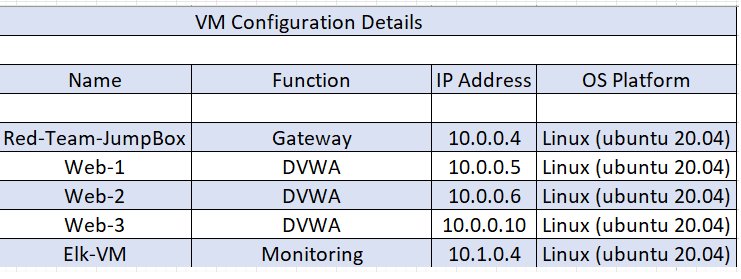 VM Configuration Details
Name Function IP Address OS Platform
Red-Team-JumpBox Gateway 10.0.0.4 Linux (ubuntu 20.04)
Web-1 DVWA 10.0.0.5 Linux (ubuntu 20.04)
Web-2 DVWA 10.0.0.6 Linux (ubuntu 20.04)
Web-3 DVWA 10.0.0.10 Linux (ubuntu 20.04)
Elk-VM Monitoring 10.1.0.4 Linux (ubuntu 20.04)